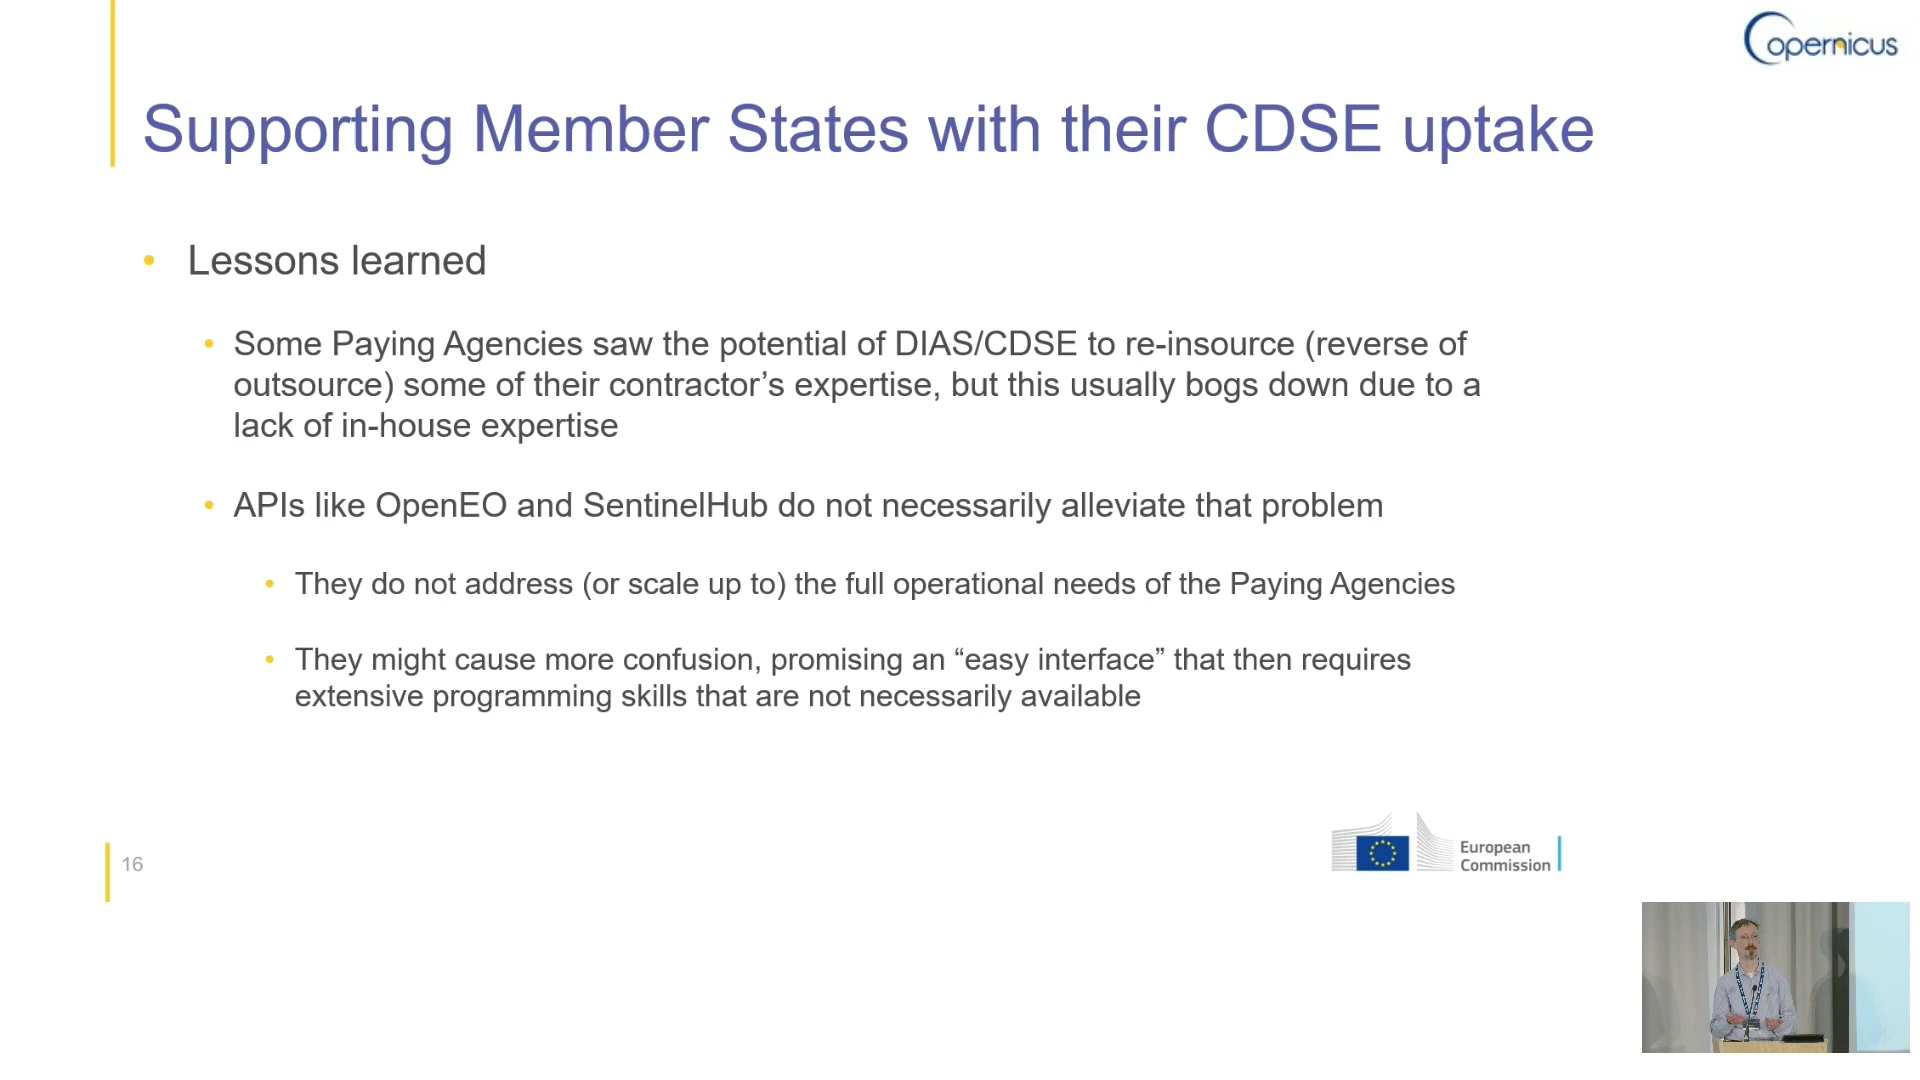 Copernicus
Supporting Member States with their CDSE uptake
• Lessons learned
• Some Paying Agencies saw the potential of DIAS/CDSE to re-insource (reverse of
outsource) some of their contractor’s expertise, but this usually bogs down due to a
lack of in-house expertise
• APIs like OpenEO and SentinelHub do not necessarily alleviate that problem
• They do not address (or scale up to) the full operational needs of the Paying Agencies
• They might cause more confusion, promising an “easy interface” that then requires
extensive programming skills that are not necessarily available
16
European
Commission